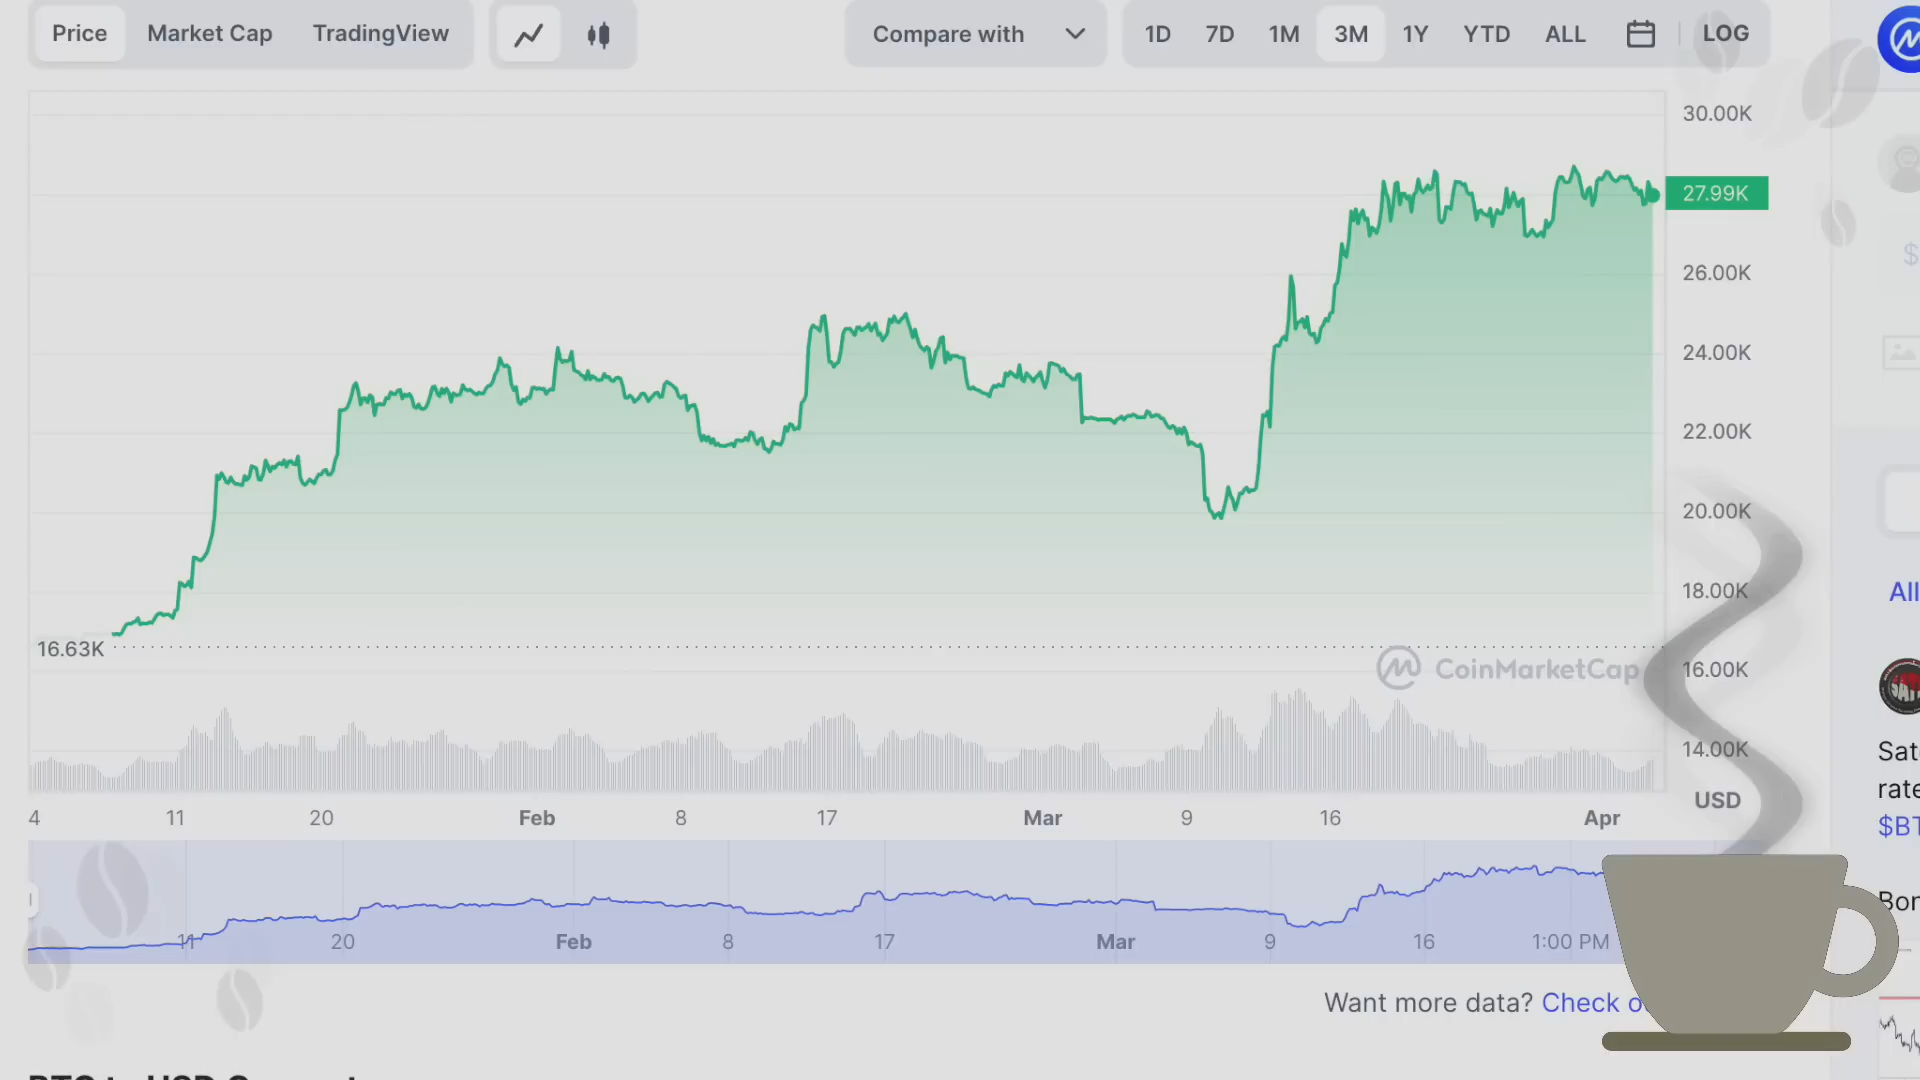 Price Market Cap TradingView Compare with 1D 7D 1M 3M 1Y YTD ALL LOG
30.00K
27.99K
26.00K
24.00K
22.00K
20.00K
18.00K
16.63K
16.00K
CoinMarketCap
14.00K
USD
4 11 20 Feb 8 17 Mar 9 16 Apr
11 20 Feb 8 17 Mar 9 16 1:00 PM
Want more data? Check
$
All
$BT